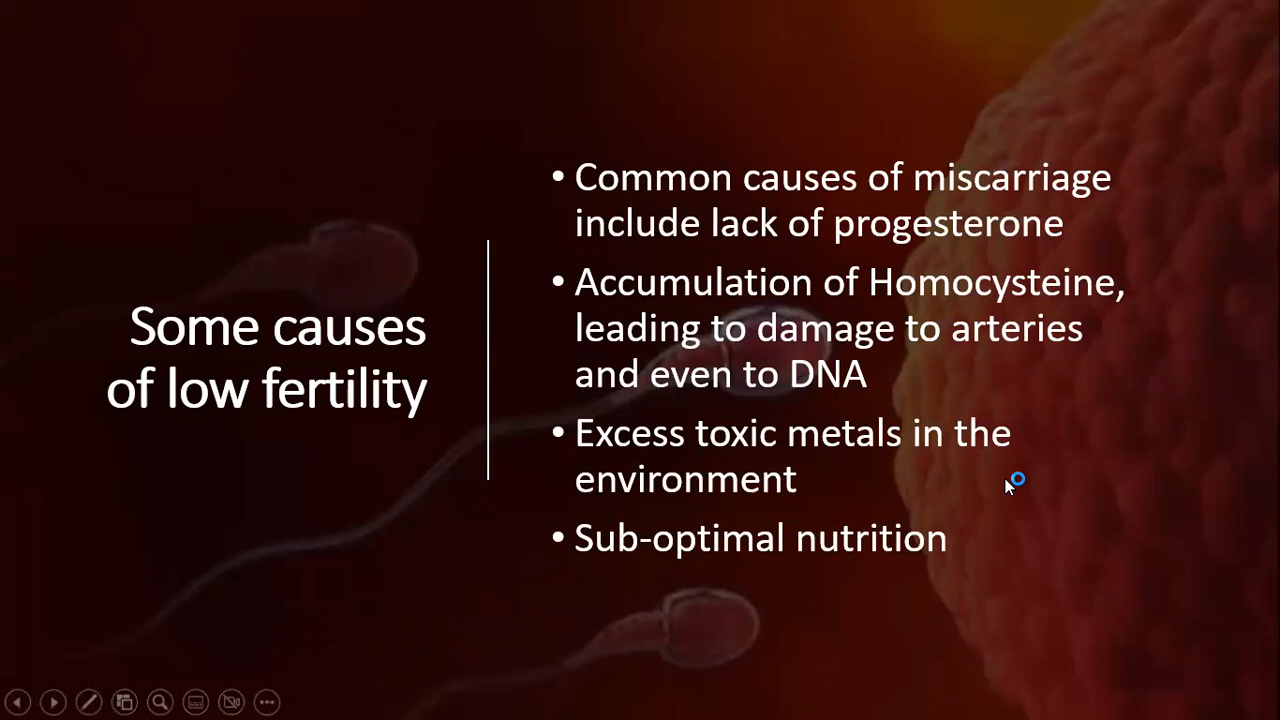 Some causes
of low fertility
• Common causes of miscarriage
include lack of progesterone
• Accumulation of Homocysteine,
leading to damage to arteries
and even to DNA
• Excess toxic metals in the
environment
• Sub-optimal nutrition